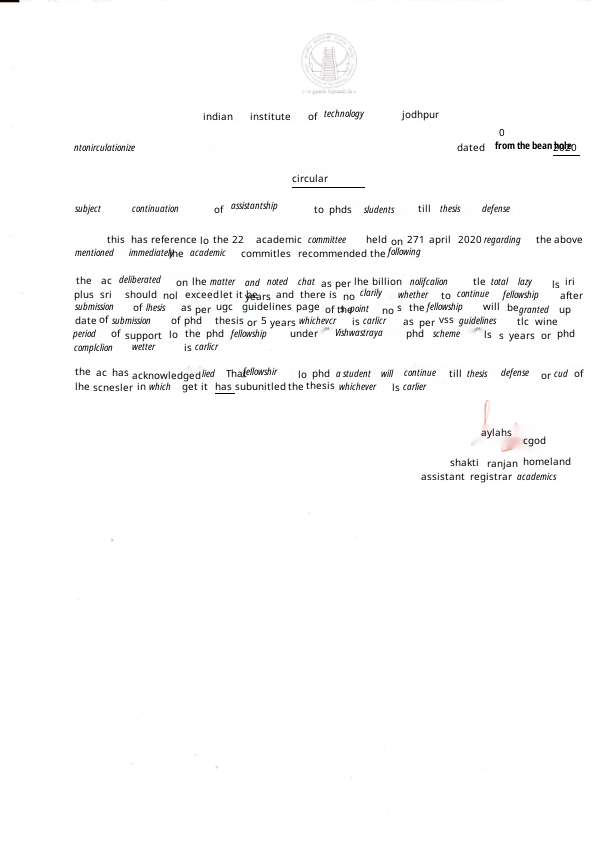 indian institute of technology jodhpur
0
ntonirculationize dated from the bean hole
circular
subject continuation of assistantship to phds sludents till thesis defense
this has reference lo the 22 academic committee held on 271 april 2020 regarding the above
mentioned immediately the academic commitles recommended the following
the ac deliberated on lhe matter and noted chat as per lhe billion nolifcalion tle total lazy ls iri
plus sri should nol exceedlet it be years and there is no clarily whether to continue fellowship after
submission of lhesis as per ugc guidelines page of the point no s the fellowship will be granted up
date of submission of phd thesis or 5 years whichevcr is carlicr as per vss guidelines tlc wine
period of support lo the phd fellowship under " Vishwastraya phd scheme " ls s years or phd
complclion wetter is carlicr
the ac has acknowledged lied That fellowshir lo phd a student will continue till thesis defense or cud of
lhe scnesler in which get it has subunitled the thesis whichever ls carlier
aylahs
cgod
shakti ranjan homeland
assistant registrar academics